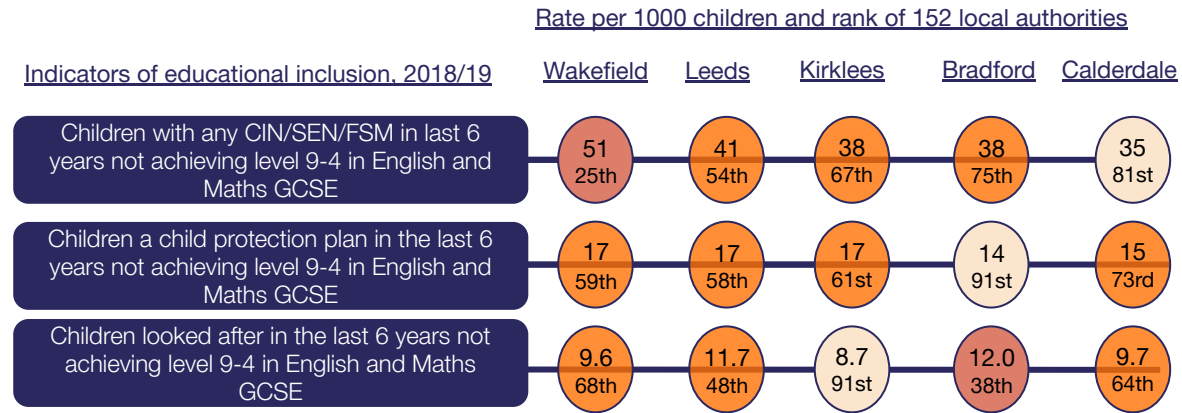 Rate per 1000 children and rank of 152 local authorities
Indicators of educational inclusion, 2018/19
Wakefield
Leeds
Kirklees
Bradford
Calderdale
Children with any CIN/SEN/FSM in last 6
years not achieving level 9-4 in English and
Maths GCSE
51
25th
41
54th
38
67th
38
75th
35
81st
Children a child protection plan in the last 6
years not achieving level 9-4 in English and
Maths GCSE
17
59th
17
58th
17
61st
14
91st
15
73rd
Children looked after in the last 6 years not
achieving level 9-4 in English and Maths
GCSE
9.6
68th
11.7
48th
8.7
91st
12.0
38th
9.7
64th